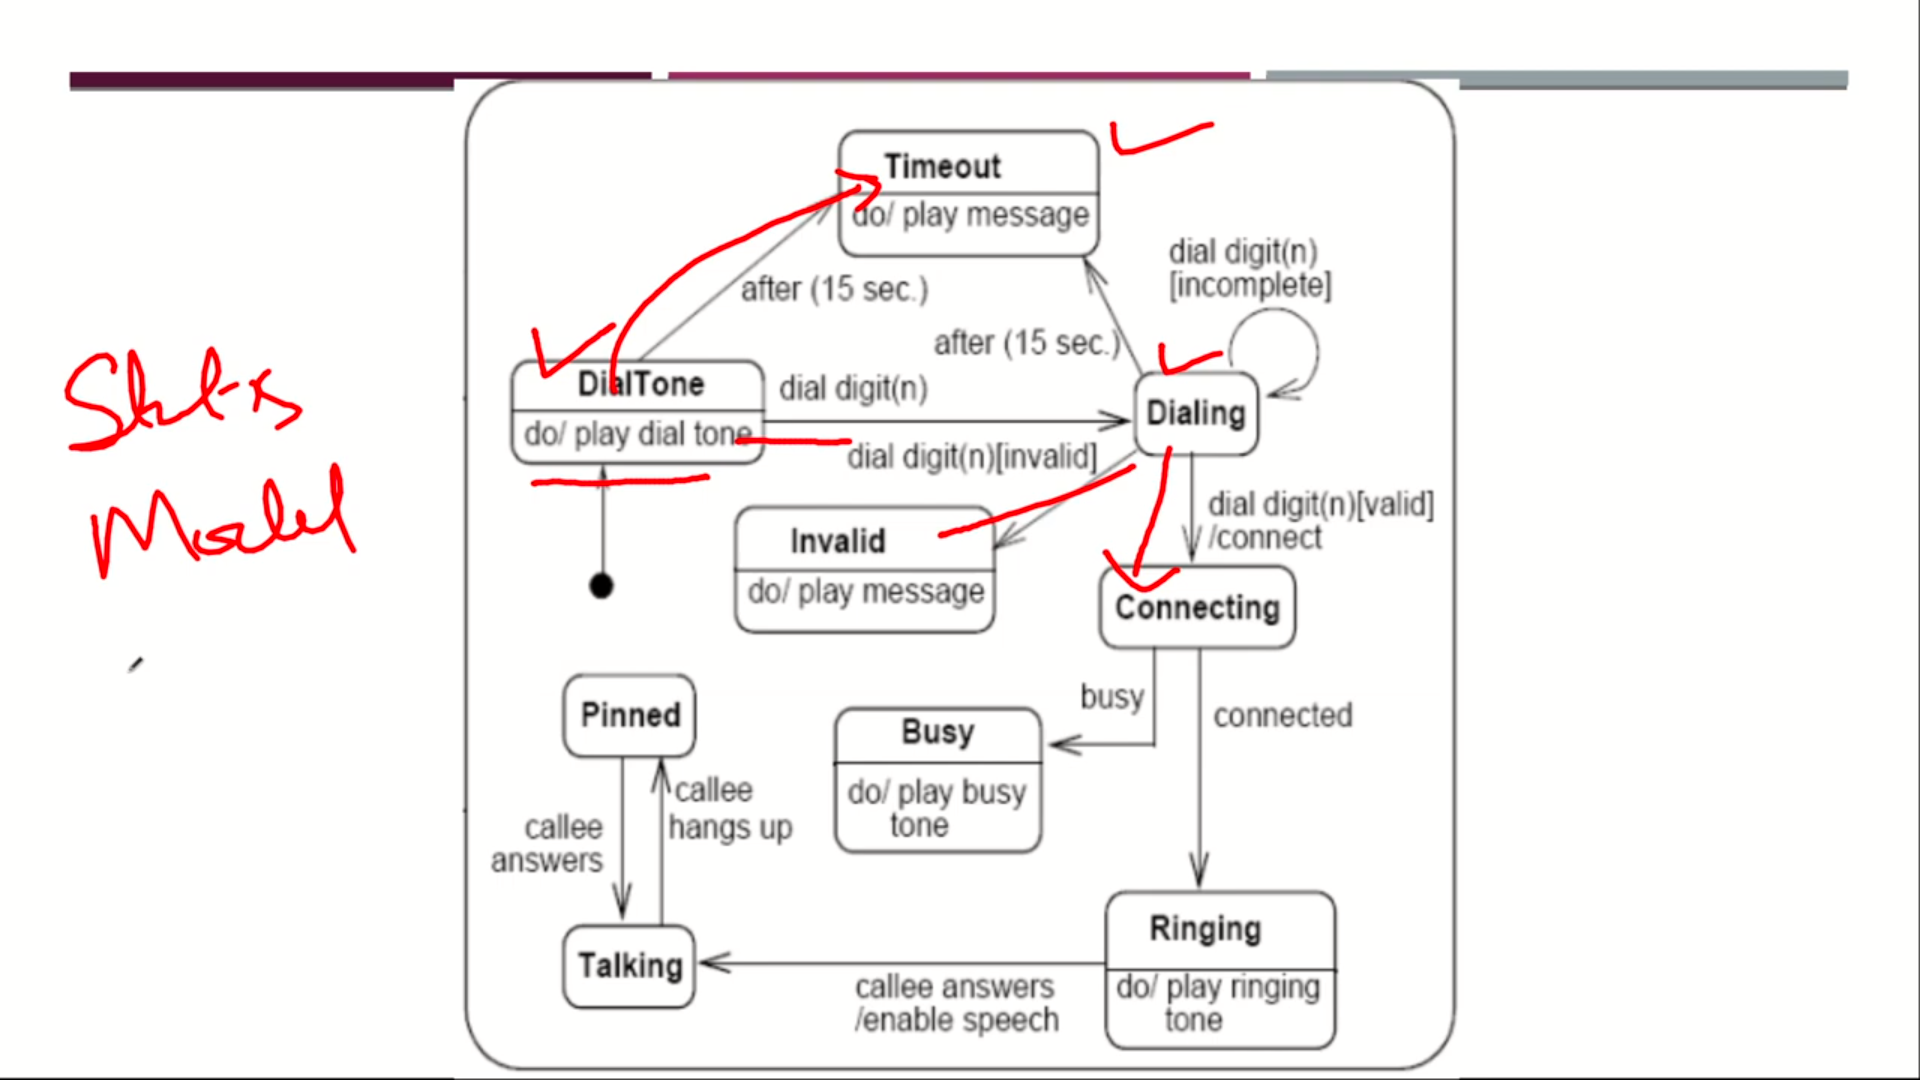 Timeout
do/ play message
dial digit(n)
[incomplete]
after (15 sec.)
after (15 sec.)
DialTone
do/ play dial tone
dial digit(n)
Dialing
dial digit(n)[invalid]
States
Model
Invalid
do/ play message
dial digit(n)[valid]
/connect
Connecting
Pinned
busy
connected
Busy
do/ play busy
tone
callee
hangs up
callee
answers
Talking
callee answers
/enable speech
Ringing
do/ play ringing
tone